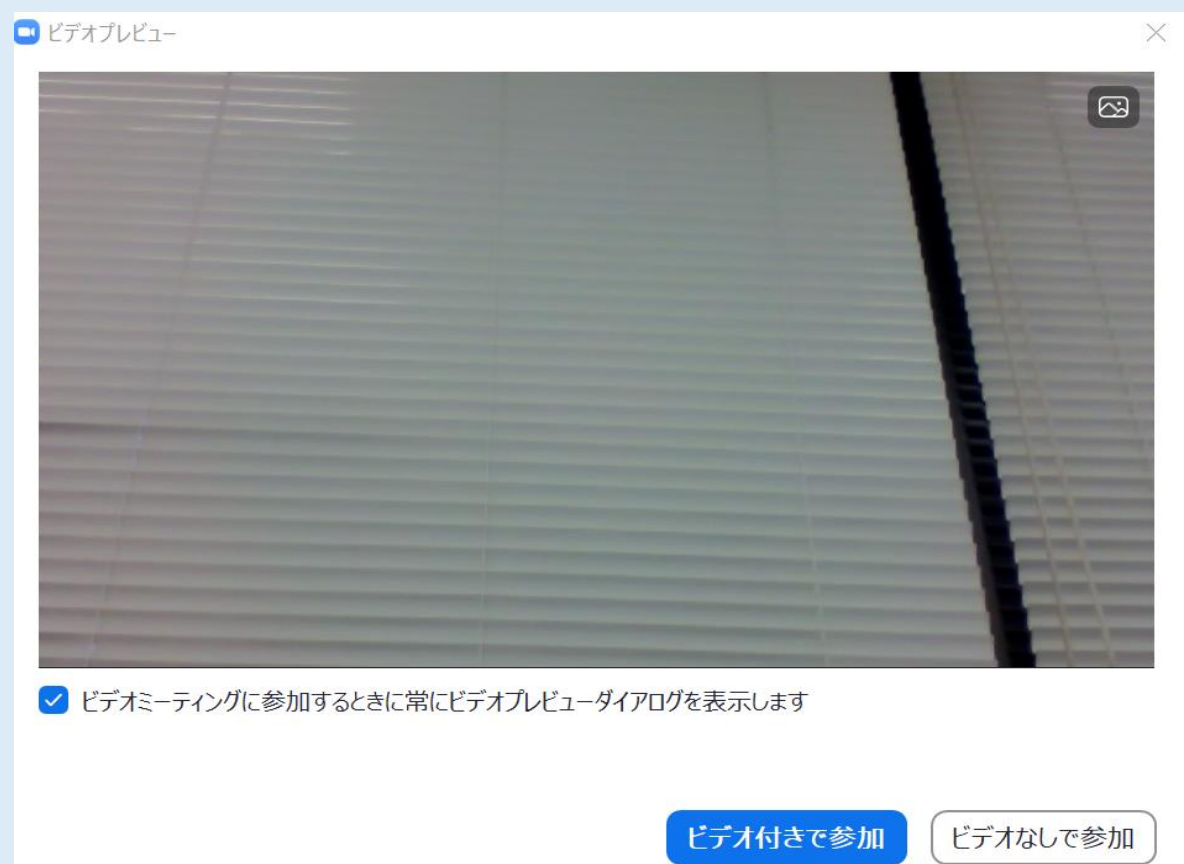 ビデオプレビュー
ビデオミーティングに参加するときに常にビデオプレビューダイアログを表示します
ビデオ付きで参加
ビデオなしで参加